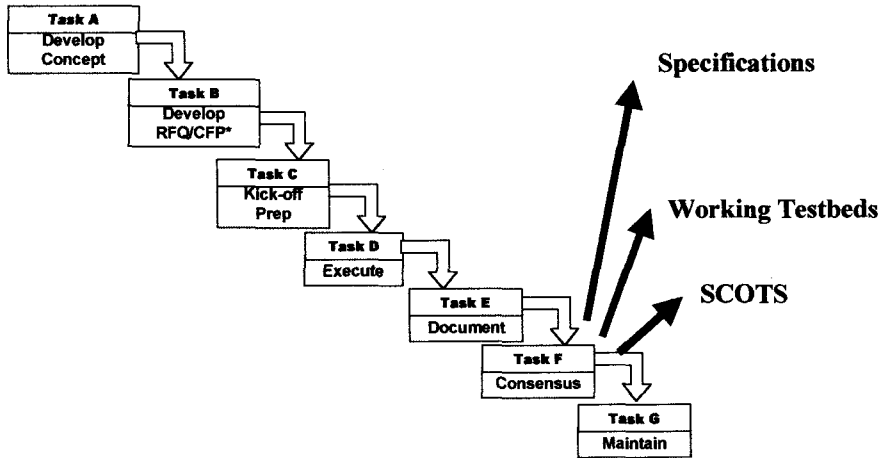 Task A
Develop
Concept
Task B
Develop
RFQ/CFP*
Task C
Kick-off
Prep
Task D
Execute
Task E
Document
Task F
Consensus
Task G
Maintain
Specifications
Working Testbeds
SCOTS